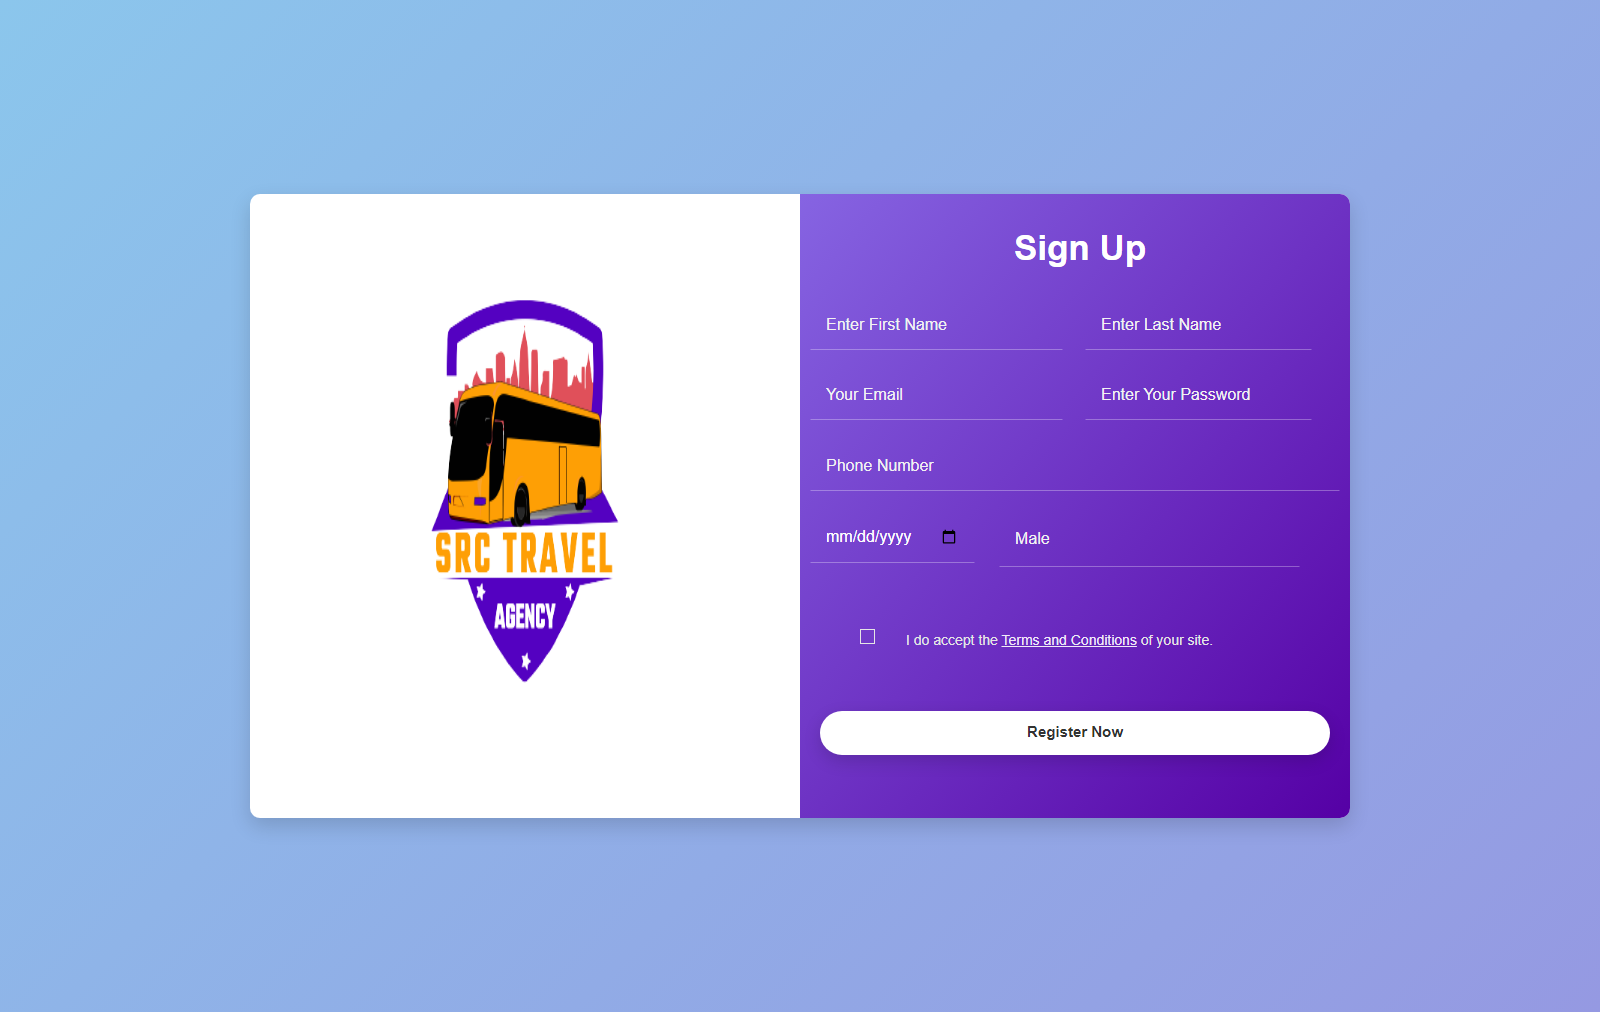 SRC TRAVEL
AGENCY
Sign Up
Enter First Name
Enter Last Name
Your Email
Enter Your Password
Phone Number
mm/dd/yyyy
Male
I do accept the Terms and Conditions of your site.
Register Now